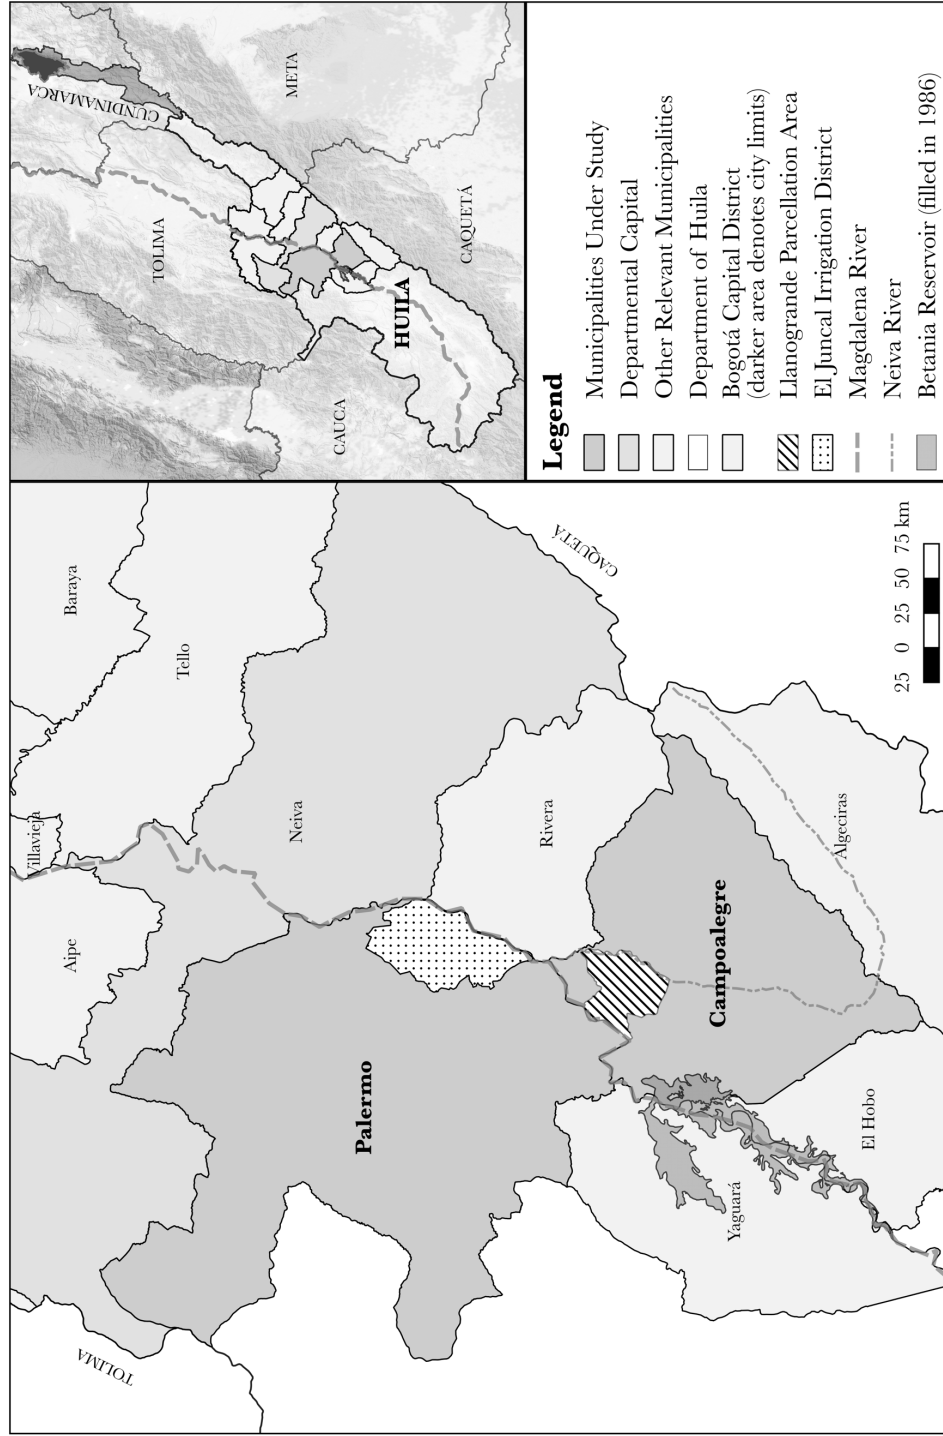 TOLIMA
Aipe
Villavieja
Baraya
Tello
Neiva
Palermo
Rivera
CAQUETÁ
Campoalegre
Yaguará
El Hobo
Algeciras
25 0 25 50 75 km
CUNDINAMARCA
TOLIMA
META
CAUCA
HUILA
CAQUETÁ
Legend
Municipalities Under Study
Departmental Capital
Other Relevant Municipalities
Department of Huila
Bogotá Capital District
(darker area denotes city limits)
Llanogrande Parcellation Area
El Juncal Irrigation District
Magdalena River
Neiva River
Betania Reservoir (filled in 1986)